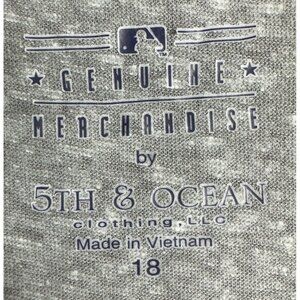 GENUINE
MERCHANDISE
by
5TH & OCEAN
clothing, LLC
Made in Vietnam
18